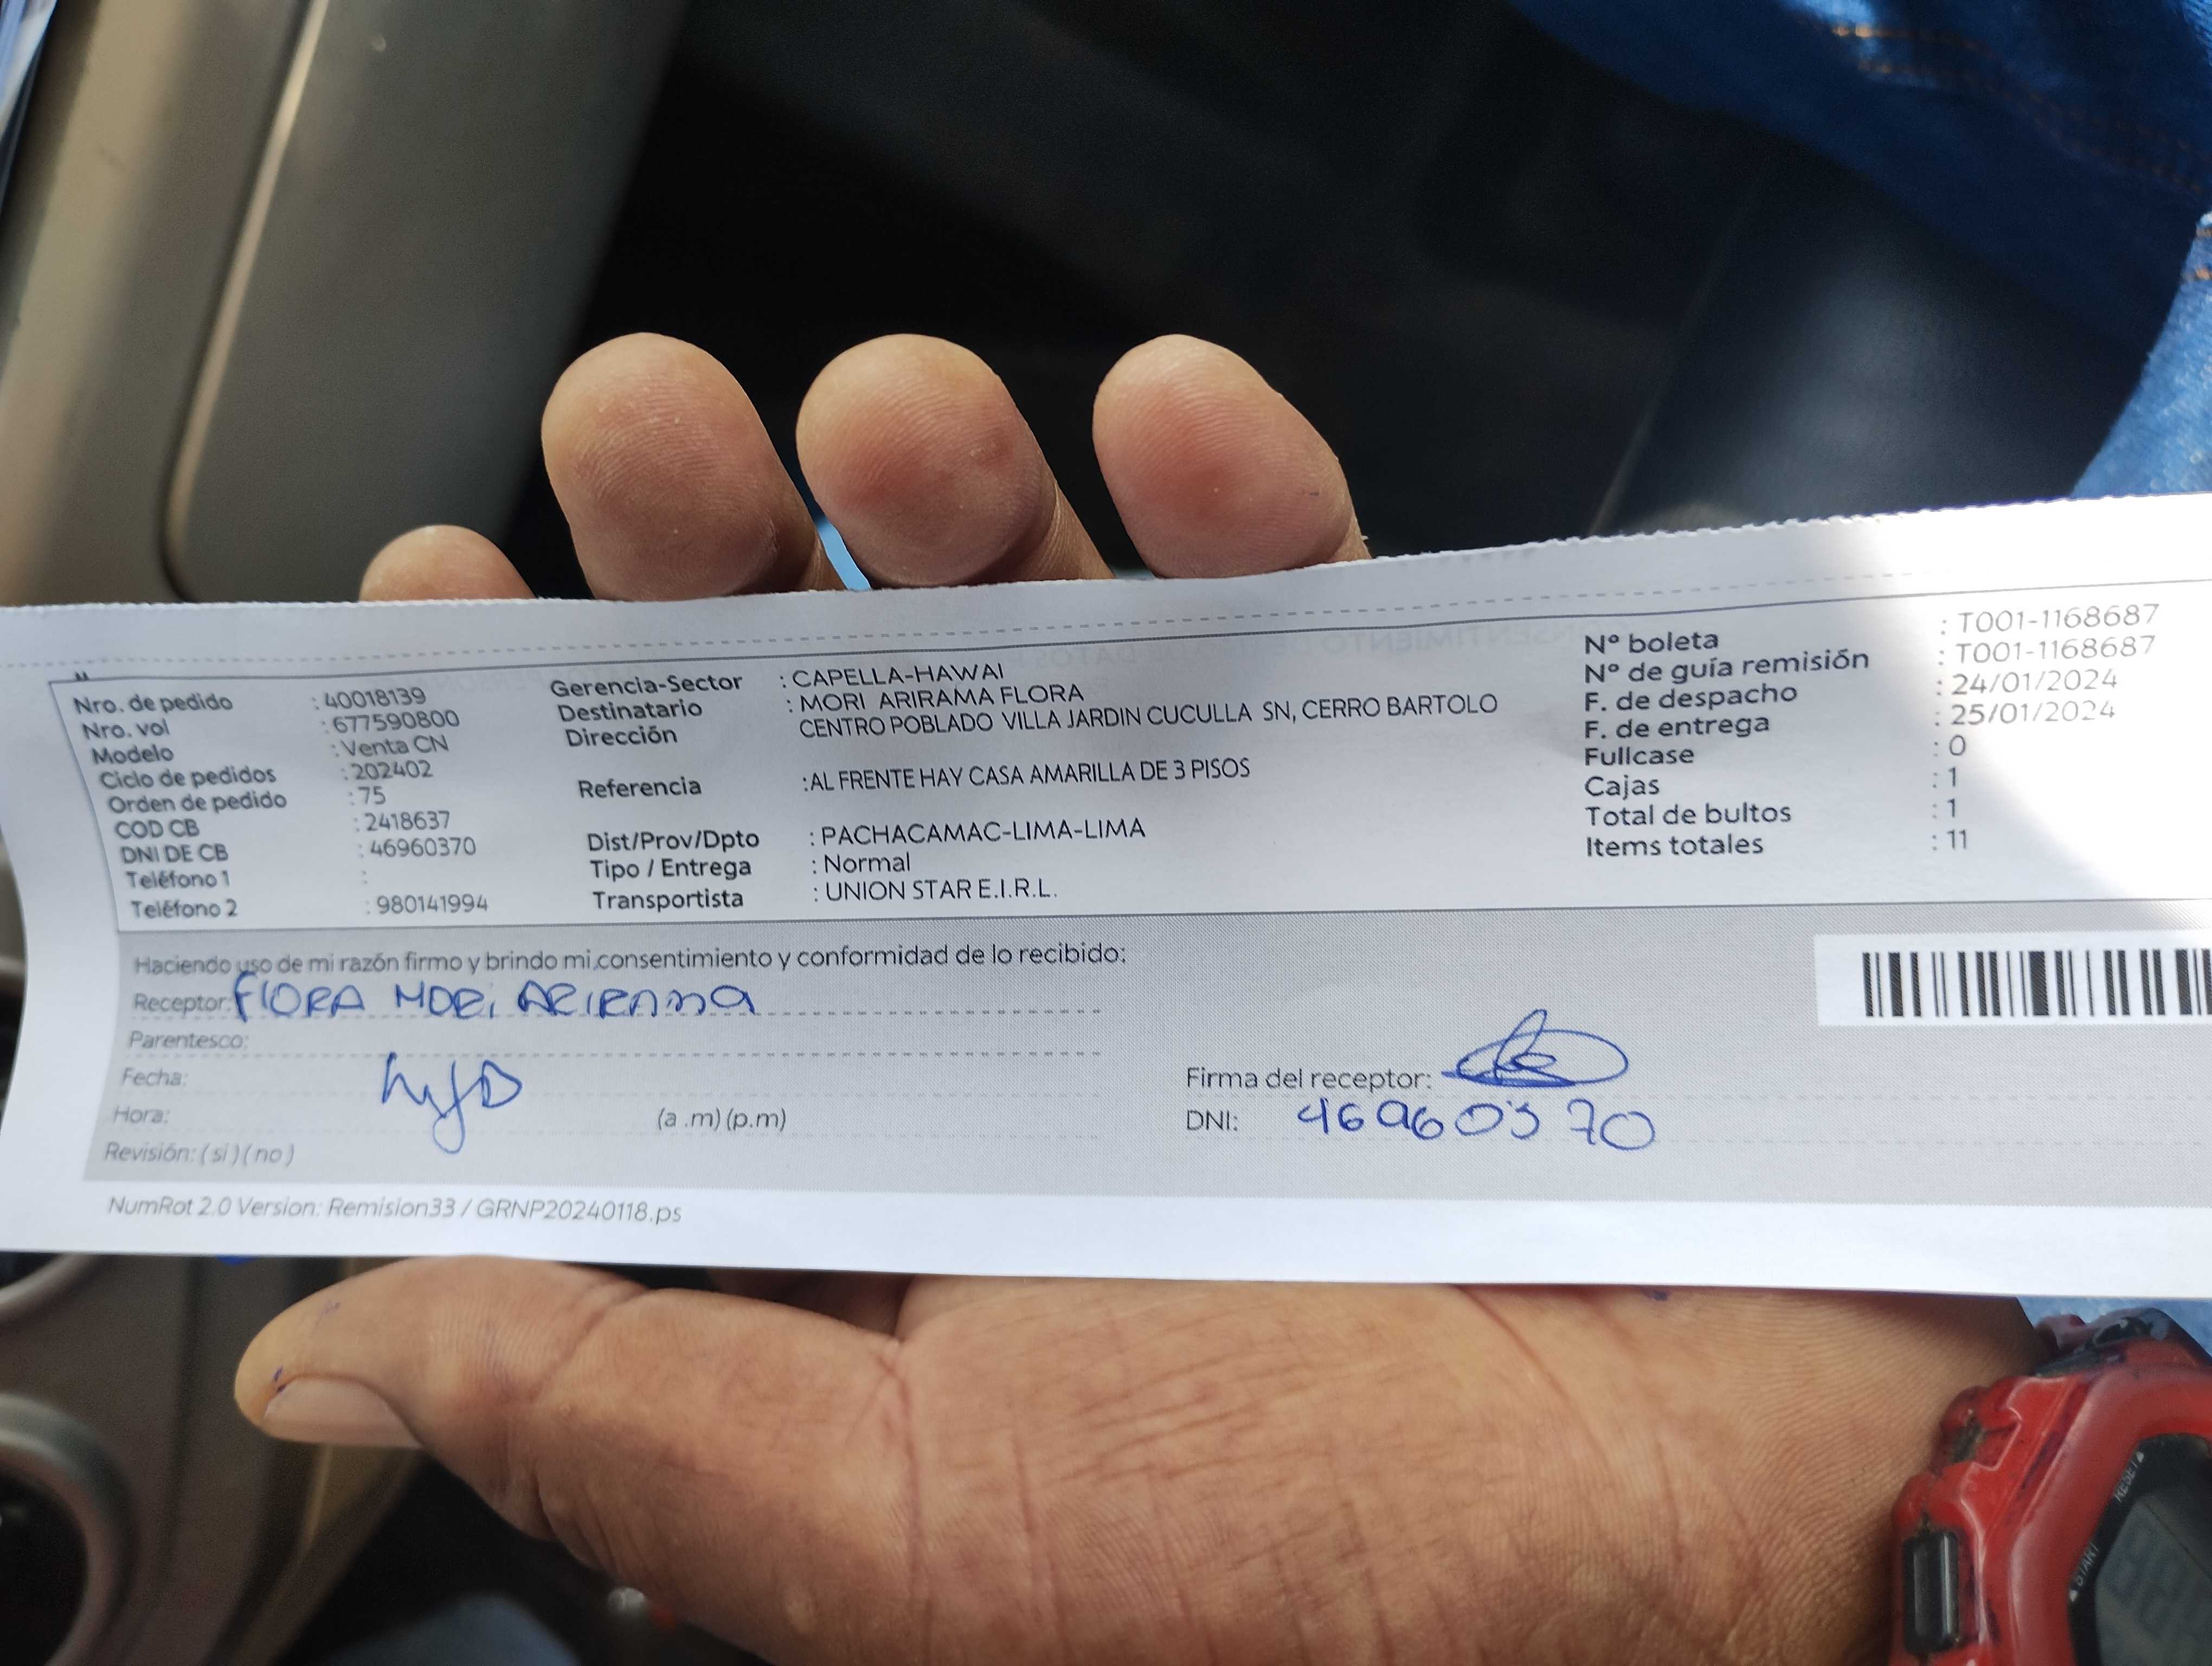 Nro. de pedido : 40018139
Nro. vol : 677590800
Modelo : Venta CN
Ciclo de pedidos : 202402
Orden de pedido : 75
COD CB : 2418637
DNI DE CB : 46960370
Teléfono 1 :
Teléfono 2 : 980141994
Gerencia-Sector : CAPELLA-HAWAI
Destinatario : MORI ARIRAMA FLORA
Dirección CENTRO POBLADO VILLA JARDIN CUCULLA SN, CERRO BARTOLO
Referencia :AL FRENTE HAY CASA AMARILLA DE 3 PISOS
Dist/Prov/Dpto : PACHACAMAC-LIMA-LIMA
Tipo / Entrega : Normal
Transportista : UNION STAR E.I.R.L.
Nº boleta : T001-1168687
Nº de guía remisión : T001-1168687
F. de despacho : 24/01/2024
F. de entrega : 25/01/2024
Fullcase : 0
Cajas : 1
Total de bultos : 1
Items totales : 11
Haciendo uso de mi razón firmo y brindo mi consentimiento y conformidad de lo recibido:
Receptor: FlORA MORi
Parentesco:
Fecha: hijo
Hora: (a .m) (p.m)
Revisión: ( si ) ( no )
Firma del receptor:
DNI: 46960370
NumRot 2.0 Version: Remision33 / GRNP20240118.ps
RESET
START